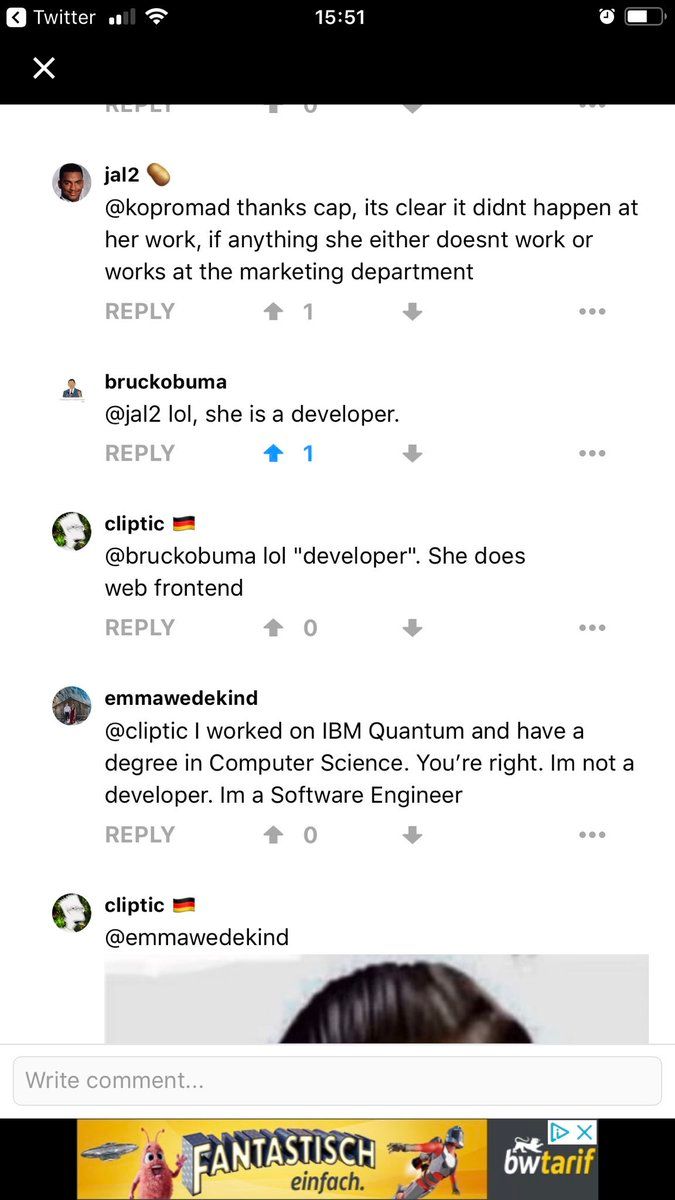 Twitter
15:51
REPLY 0
jal2
@kopromad thanks cap, its clear it didnt happen at
her work, if anything she either doesnt work or
works at the marketing department
REPLY 1
bruckobuma
@jal2 lol, she is a developer.
REPLY 1
cliptic
@bruckobuma lol "developer". She does
web frontend
REPLY 0
emmawedekind
@cliptic I worked on IBM Quantum and have a
degree in Computer Science. You’re right. Im not a
developer. Im a Software Engineer
REPLY 0
cliptic
@emmawedekind
Write comment...
FANTASTISCH
einfach.
bwtarif